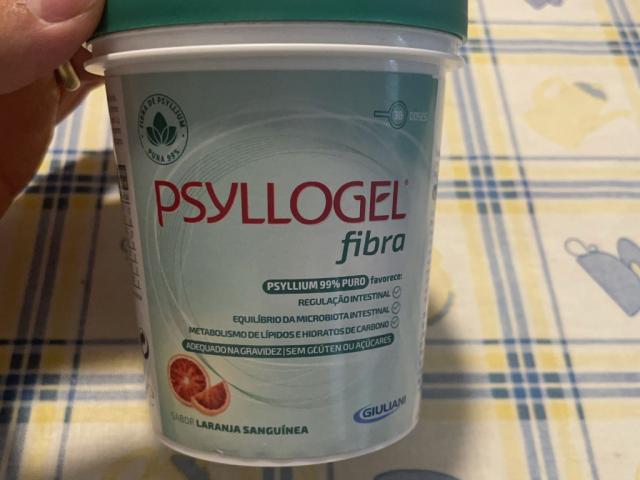 FIBRA DE PSYLLIUM
PURA 99%
30 DOSES
PSYLLOGEL®
fibra
PSYLLIUM 99% PURO favorece:
REGULAÇÃO INTESTINAL
EQUILÍBRIO DA MICROBIOTA INTESTINAL
METABOLISMO DE LÍPIDOS E HIDRATOS DE CARBONO
ADEQUADO NA GRAVIDEZ | SEM GLÚTEN OU AÇÚCARES
SABOR LARANJA SANGUÍNEA
GIULIANI